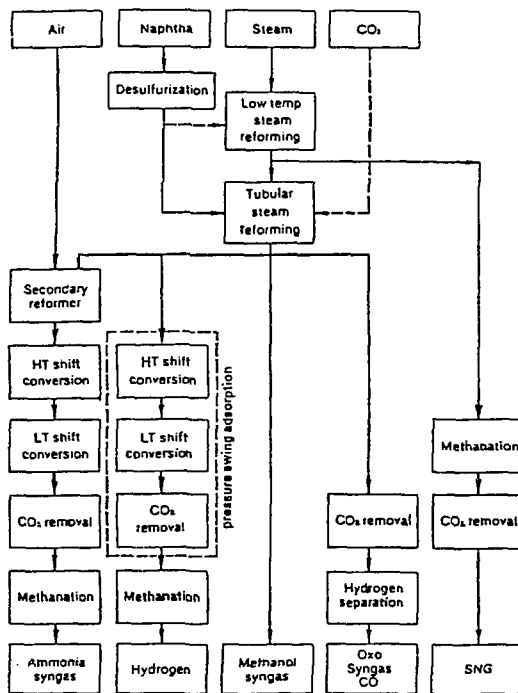 Air
Naphtha
Steam
CO₂
Desulfurization
Low temp
steam
reforming
Tubular
steam
reforming
Secondary
reformer
HT shift
conversion
HT shift
conversion
LT shift
conversion
LT shift
conversion
pressure swing adsorption
Methanation
CO₂ removal
CO₂
removal
CO₂ removal
CO₂ removal
Methanation
Methanation
Hydrogen
separation
Ammonia
syngas
Hydrogen
Methanol
syngas
Oxo
Syngas
CO
SNG